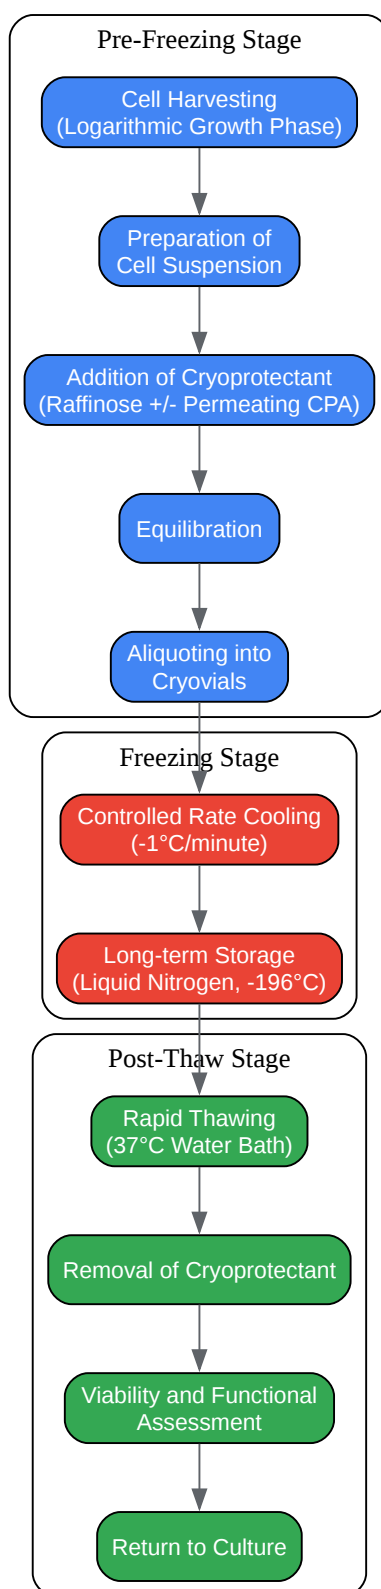 Pre-Freezing Stage
Cell Harvesting
(Logarithmic Growth Phase)
Preparation of
Cell Suspension
Addition of Cryoprotectant
(Raffinose +/- Permeating CPA)
Equilibration
Aliquoting into
Cryovials
Freezing Stage
Controlled Rate Cooling
(-1°C/minute)
Long-term Storage
(Liquid Nitrogen, -196°C)
Post-Thaw Stage
Rapid Thawing
(37°C Water Bath)
Removal of Cryoprotectant
Viability and Functional
Assessment
Return to Culture